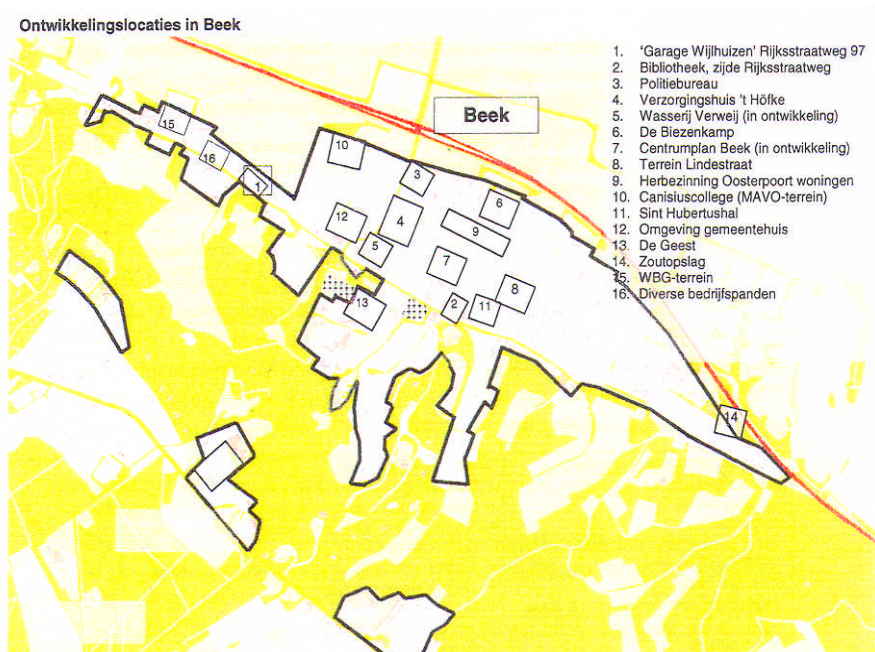 Ontwikkelingslocaties in Beek
1. 'Garage Wijlhuizen' Rijksstraatweg 97
2. Bibliotheek, zijde Rijksstraatweg
3. Politiebureau
4. Verzorgingshuis 't Höfke
5. Wasserij Verweij (in ontwikkeling)
6. De Biezenkamp
7. Centrumplan Beek (in ontwikkeling)
8. Terrein Lindestraat
9. Herbezinning Oosterpoort woningen
10. Canisiuscollege (MAVO-terrein)
11. Sint Hubertushal
12. Omgeving gemeentehuis
13. De Geest
14. Zoutopslag
15. WBG-terrein
16. Diverse bedrijfspanden
Beek
15
16
1
10
3
12
4
6
9
5
7
13
2
11
8
14